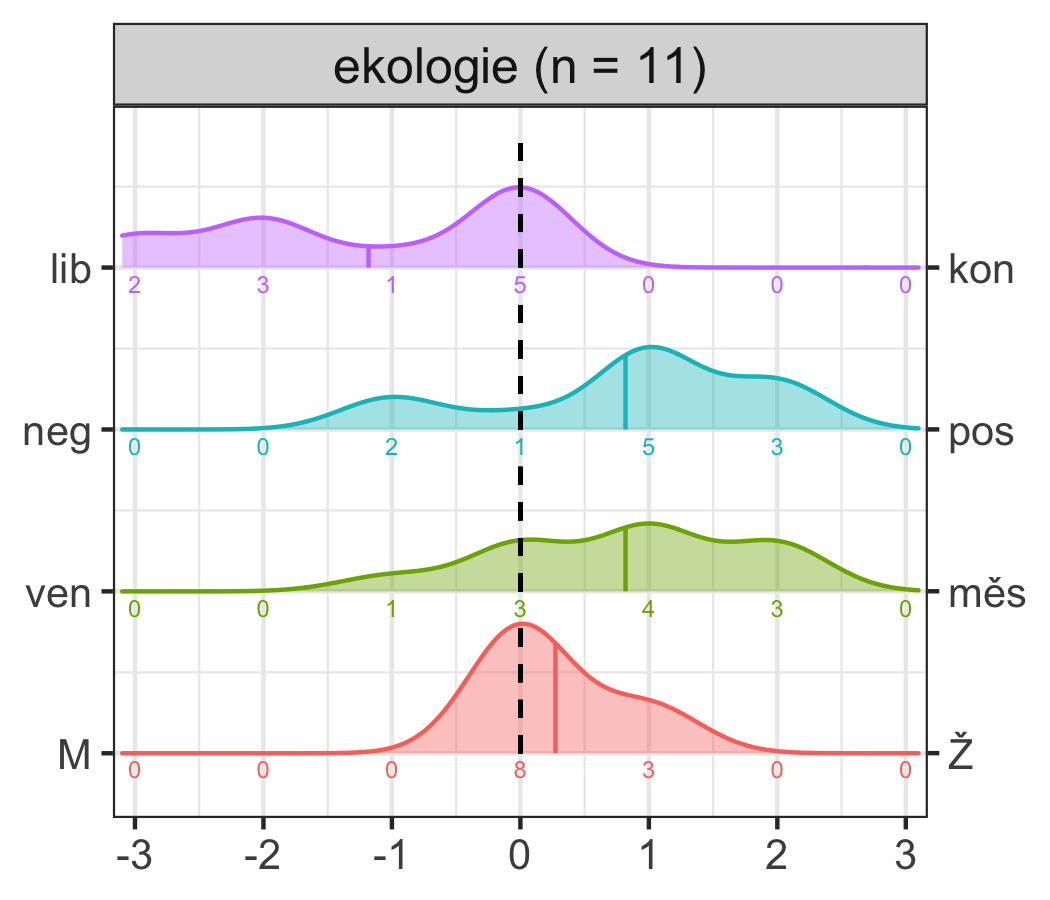 ekologie (n = 11)
lib kon
2 3 1 5 0 0 0
neg pos
0 0 2 1 5 3 0
ven měs
0 0 1 3 4 3 0
M Ž
0 0 0 8 3 0 0
-3 -2 -1 0 1 2 3